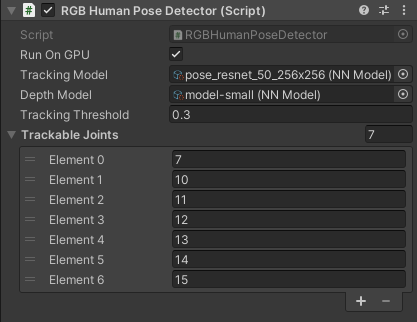 RGB Human Pose Detector (Script)
Script RGBHumanPoseDetector
Run On GPU
Tracking Model pose_resnet_50_256x256 (NN Model)
Depth Model model-small (NN Model)
Tracking Threshold 0.3
Trackable Joints 7
Element 0 7
Element 1 10
Element 2 11
Element 3 12
Element 4 13
Element 5 14
Element 6 15
+ −